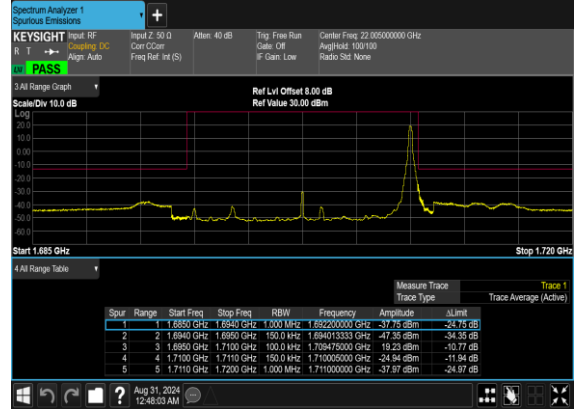 Spectrum Analyzer 1
Spurious Emissions
+
KEYSIGHT Input: RF Input Z: 50 Ω Atten: 40 dB Trig: Free Run Center Freq: 22.005000000 GHz
R T Coupling: DC Corr CCorr Gate: Off Avg|Hold: 100/100
Align: Auto Freq Ref: Int (S) IF Gain: Low Radio Std: None
PASS
3 All Range Graph
Ref Lvl Offset 8.00 dB
Scale/Div 10.0 dB Ref Value 30.00 dBm
Log
20.0
10.0
0.00
-10.0
-20.0
-30.0
-40.0
-50.0
-60.0
Start 1.685 GHz Stop 1.720 GHz
4 All Range Table
Measure Trace Trace 1
Trace Type Trace Average (Active)
Spur Range Start Freq Stop Freq RBW Frequency Amplitude ΔLimit
1 1 1.6850 GHz 1.6940 GHz 1.000 MHz 1.692200000 GHz -37.75 dBm -24.75 dB
2 2 1.6940 GHz 1.6950 GHz 150.0 kHz 1.694013333 GHz -47.35 dBm -34.35 dB
3 3 1.6950 GHz 1.7100 GHz 100.0 kHz 1.709475000 GHz 19.23 dBm -10.77 dB
4 4 1.7100 GHz 1.7110 GHz 150.0 kHz 1.710005000 GHz -24.94 dBm -11.94 dB
5 5 1.7110 GHz 1.7200 GHz 1.000 MHz 1.711000000 GHz -37.97 dBm -24.97 dB
? Aug 31, 2024
12:48:03 AM